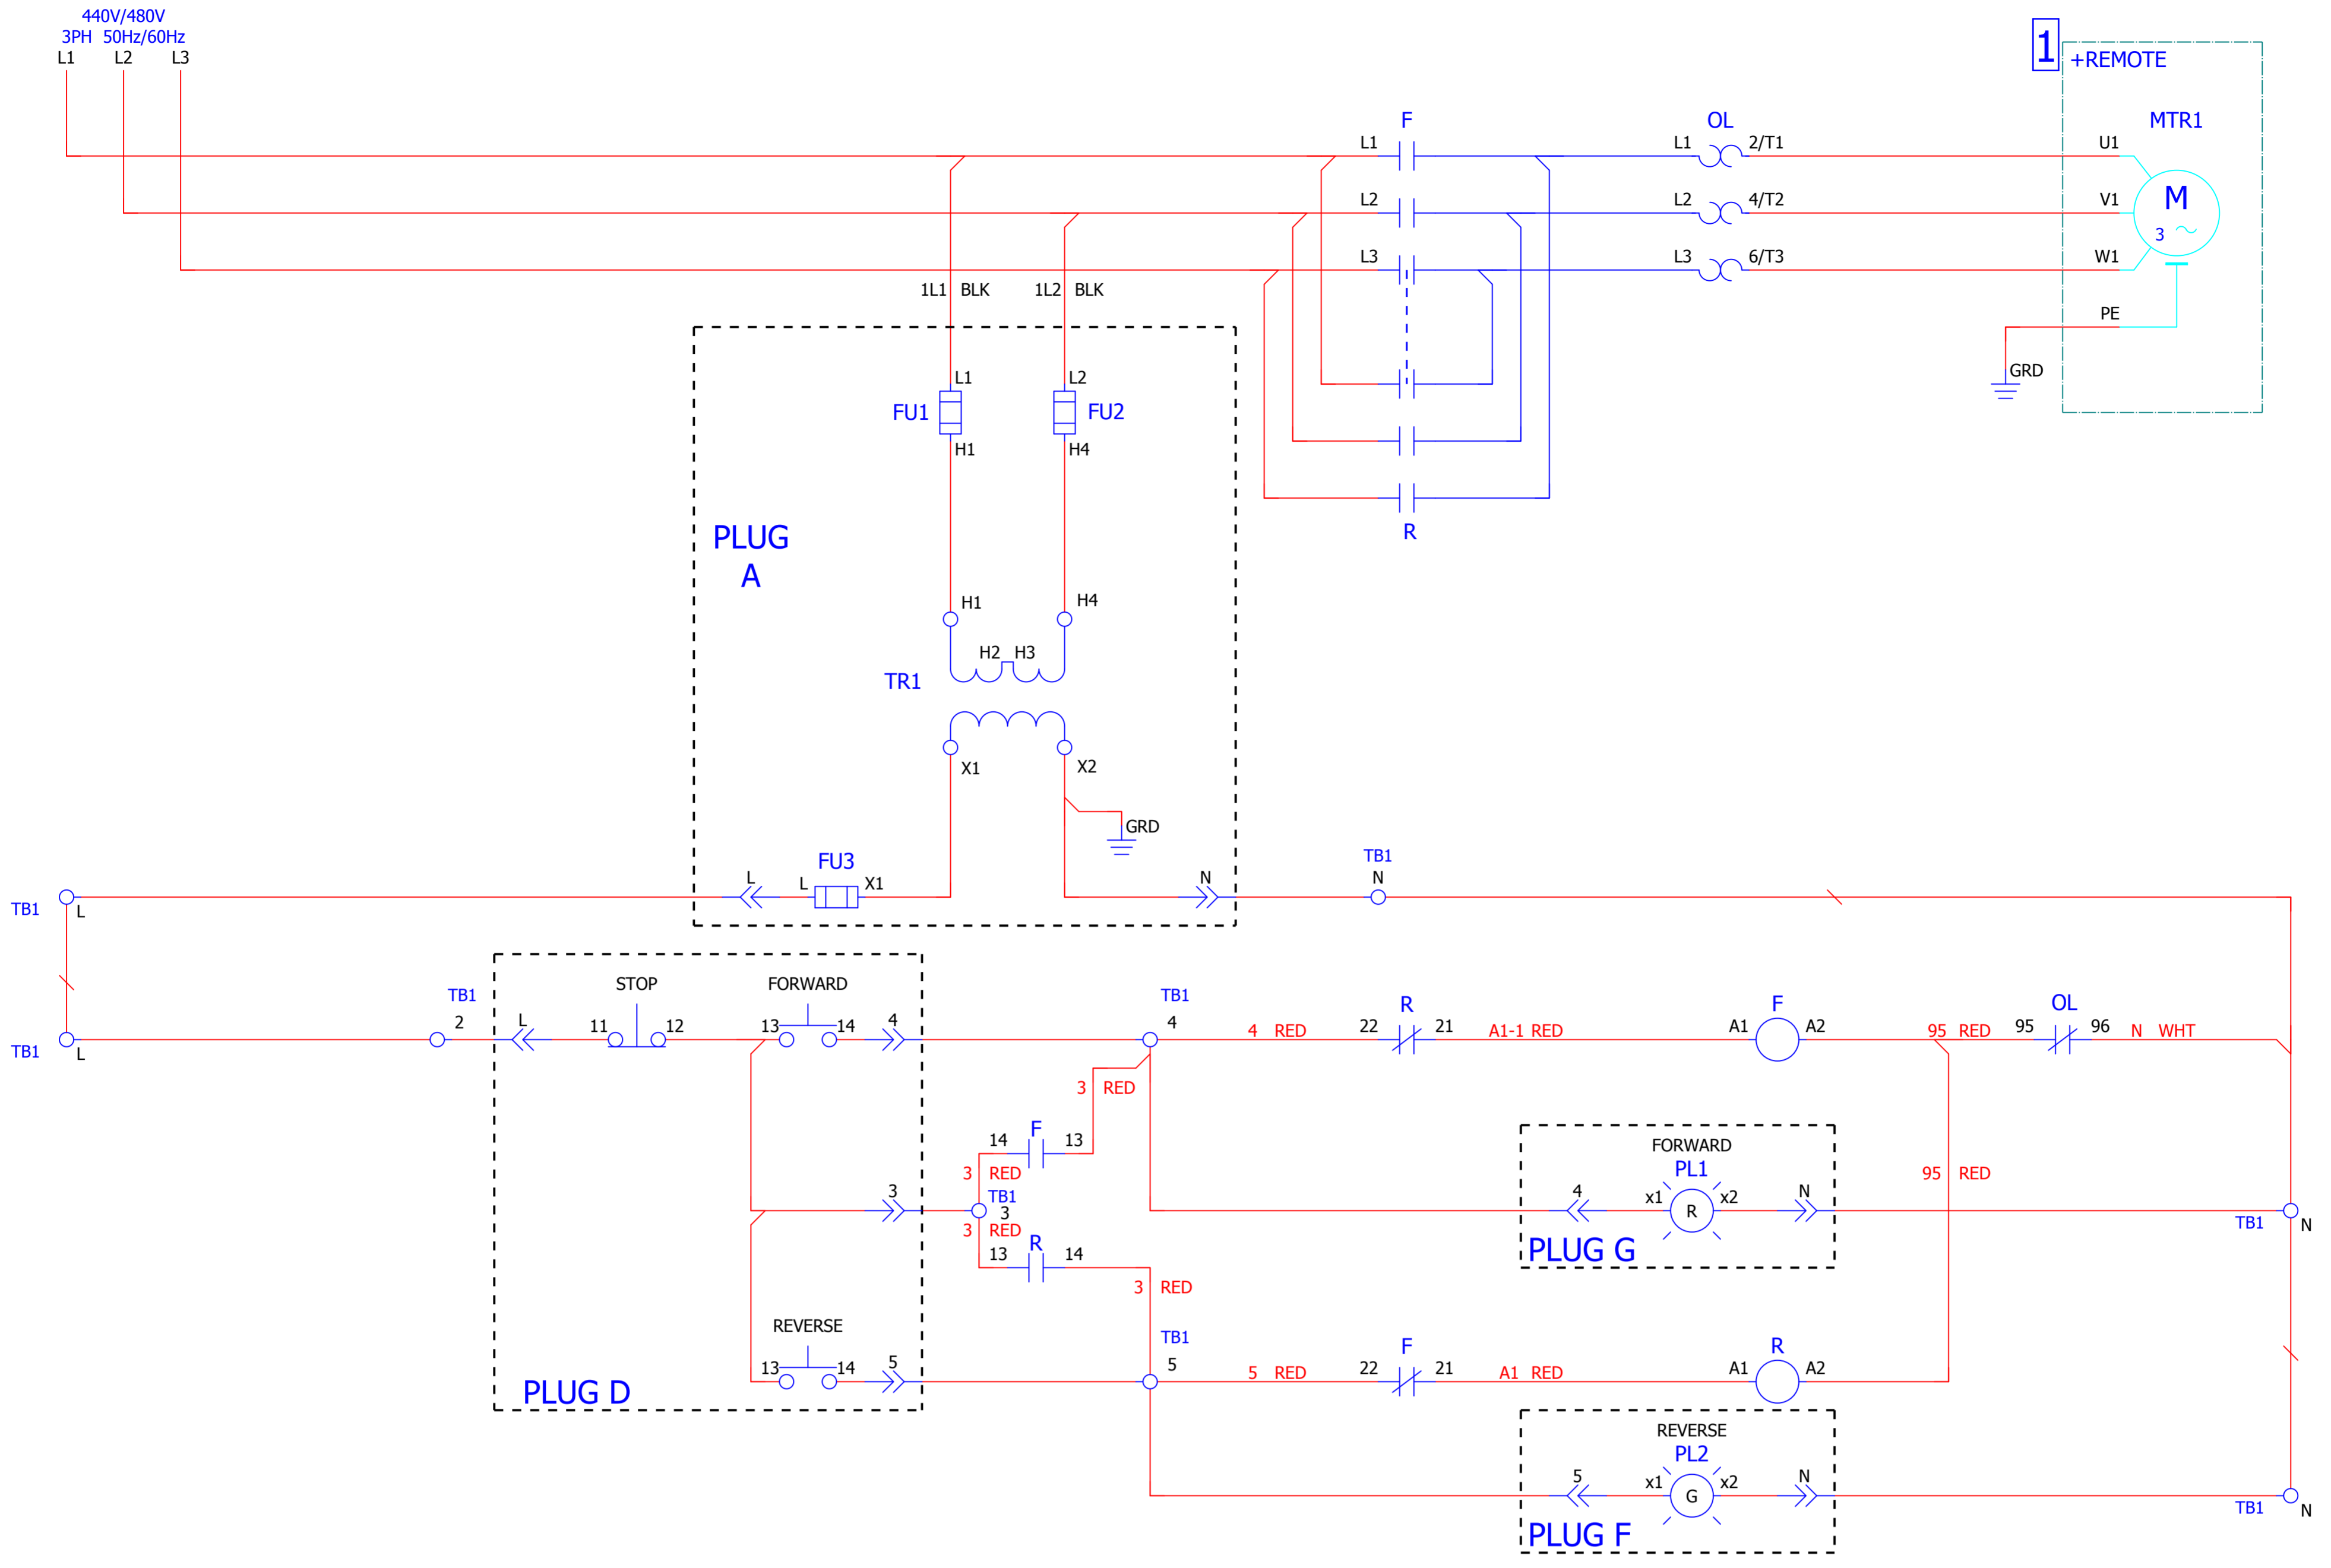 440V/480V
3PH 50Hz/60Hz
L1 L2 L3
1 +REMOTE
F OL MTR1
L1 L1 2/T1 U1
L2 L2 4/T2 V1
M
3
L3 L3 6/T3 W1
1L1 BLK 1L2 BLK
PE
GRD
L1 L2
FU1 FU2
H1 H4
R
PLUG
A
H1 H4
H2 H3
TR1
X1 X2
GRD
FU3 TB1
L L X1 N N
TB1 L
STOP FORWARD
TB1 TB1 R F OL
2 L 11 12 13 14 4 4
4 RED 22 21 A1-1 RED A1 A2 95 RED 95 96 N WHT
TB1 L
3 RED
F
14 13
FORWARD
3 RED PL1 95 RED
3 TB1 4 x1 R x2 N
3
3 RED TB1 N
R
13 14
PLUG G
3 RED
REVERSE TB1 F R
13 14 5 5
5 RED 22 21 A1 RED A1 A2
PLUG D
REVERSE
PL2
5 x1 G x2 N
TB1 N
PLUG F